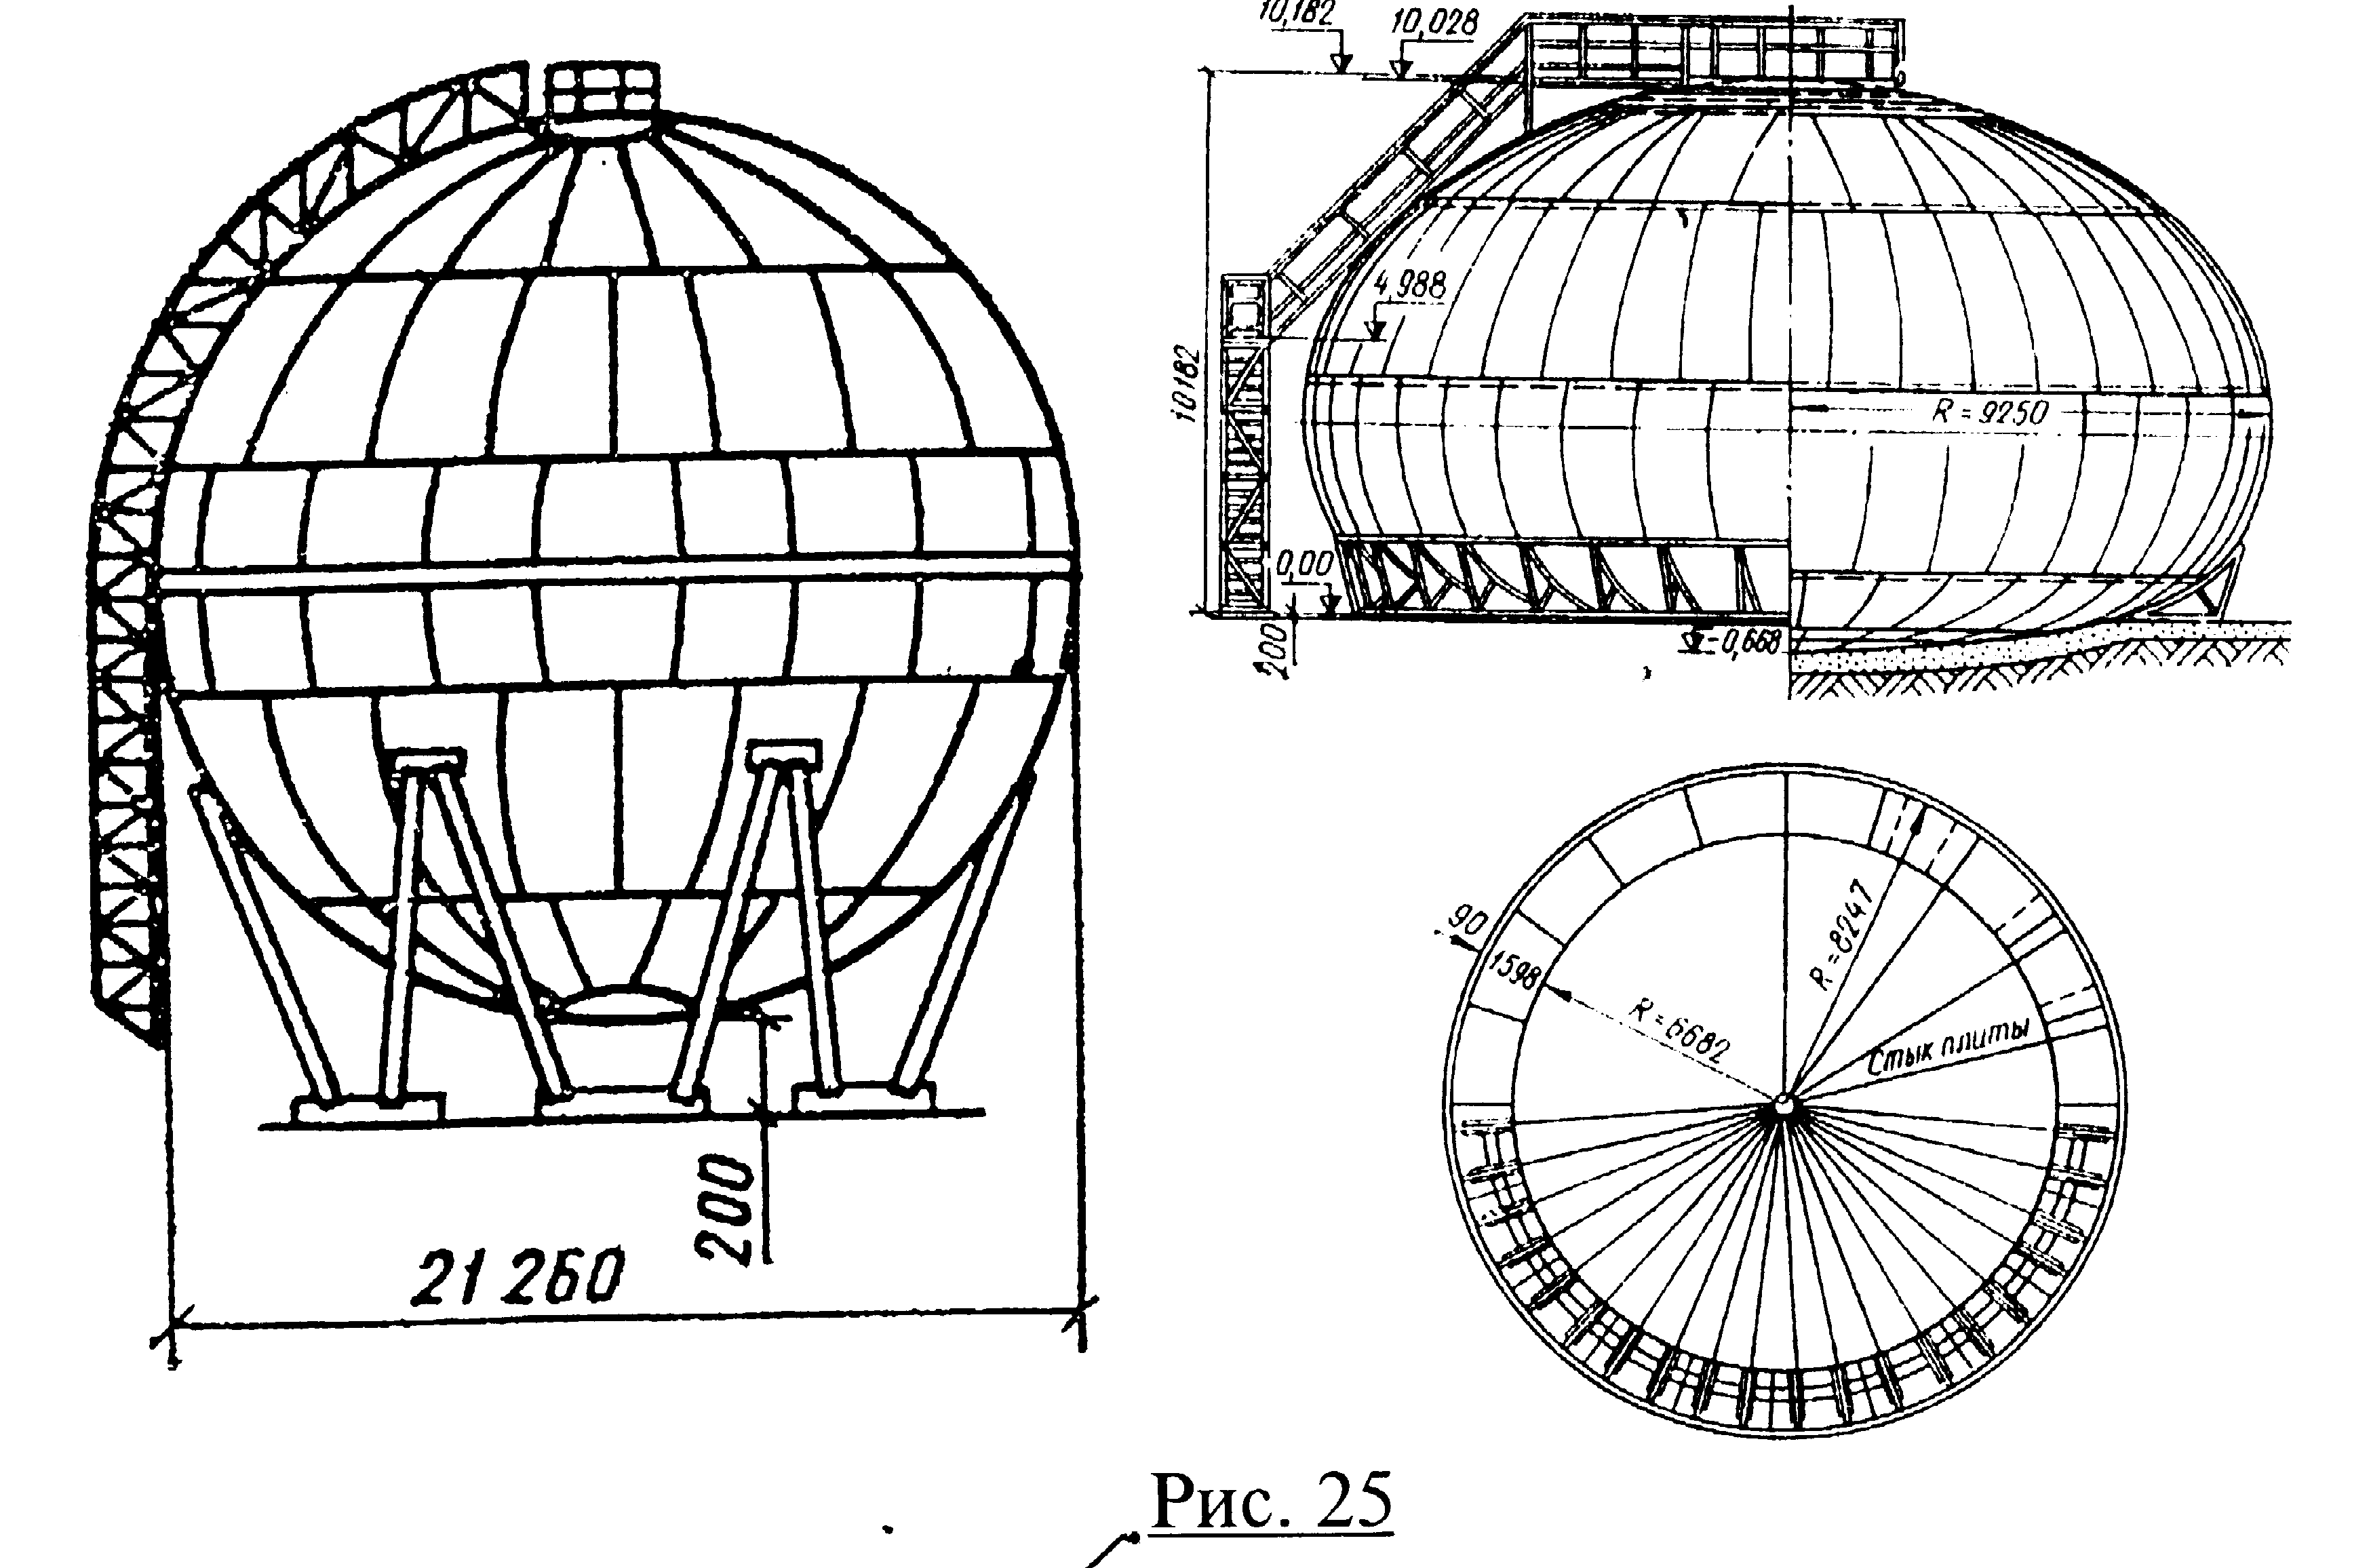 10,182
10,028
4,988
10182
R = 9250
0,00
200
-0,668
21 260
200
90
1598
R = 8247
R = 6682
Стык плиты
Рис. 25